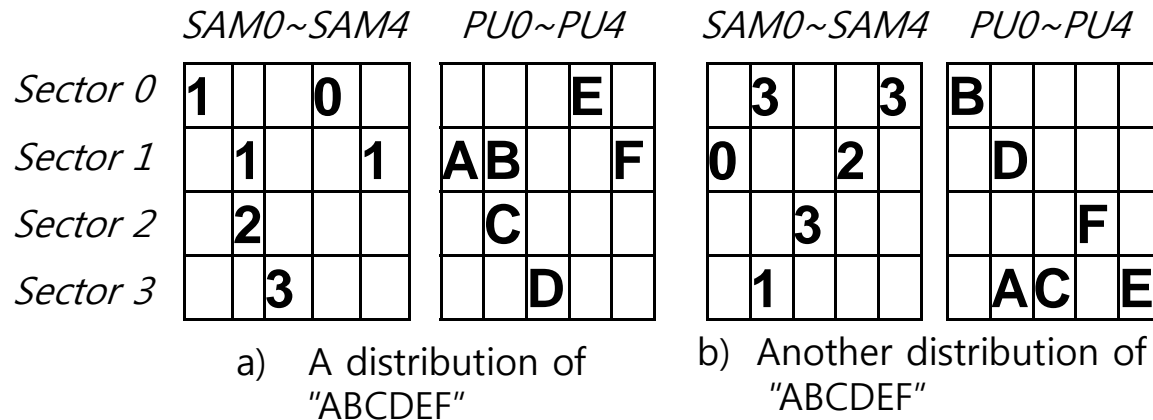 SAM0~SAM4 PU0~PU4 SAM0~SAM4 PU0~PU4
Sector 0 1 0 E 3 3 B
Sector 1 1 1 A B F 0 2 D
Sector 2 2 C 3 F
Sector 3 3 D 1 A C E
a) A distribution of b) Another distribution of
"ABCDEF" "ABCDEF"